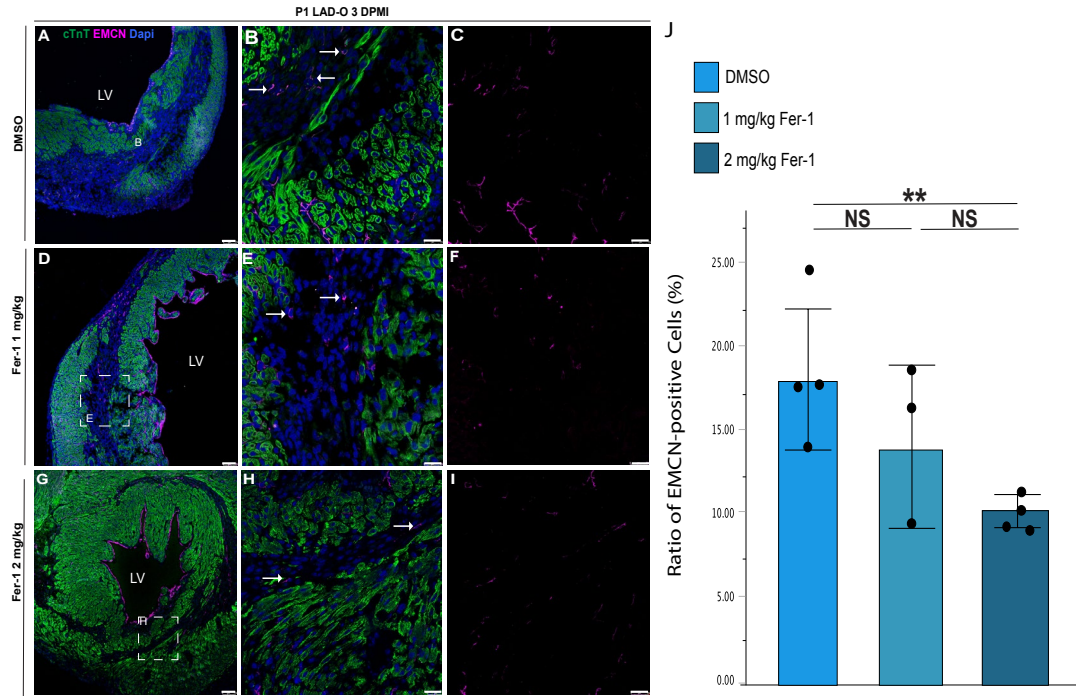 P1 LAD-O 3 DPMI
DMSO
A
cTnT EMCN Dapi
LV
B
B
C
Fer-1 1 mg/kg
D
LV
E
E
F
Fer-1 2 mg/kg
G
LV
H
H
I
J
DMSO
1 mg/kg Fer-1
2 mg/kg Fer-1
**
NS
NS
Ratio of EMCN-positive Cells (%)
25.00
20.00
15.00
10.00
5.00
0.00